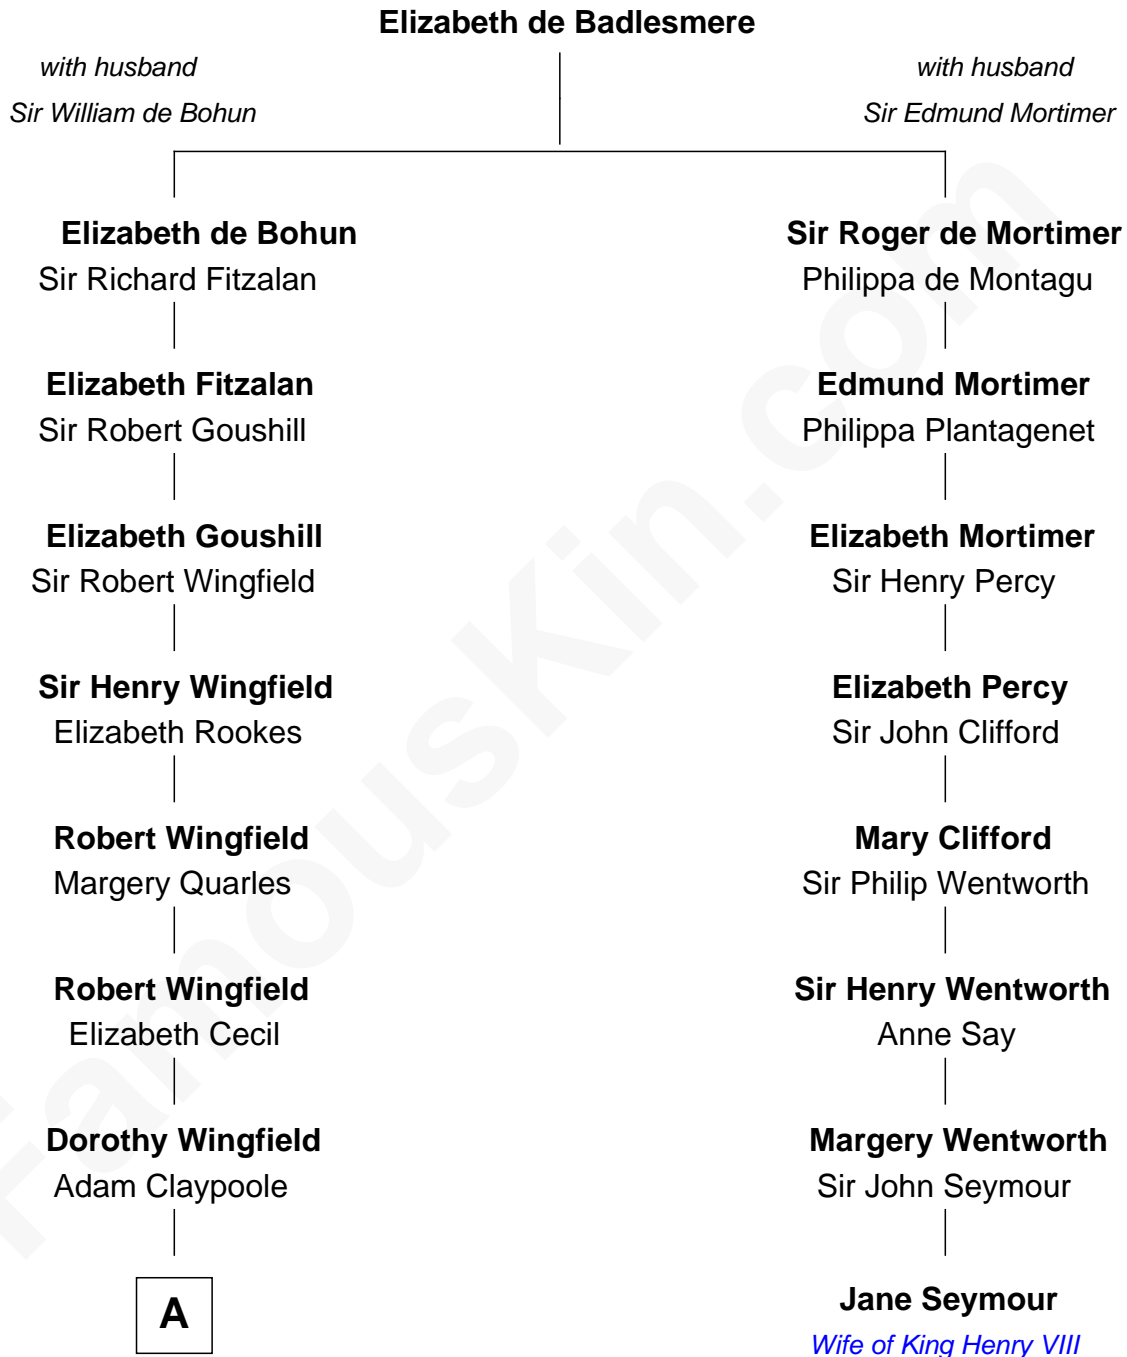 Elizabeth de Badlesmere
with husband
Sir William de Bohun
with husband
Sir Edmund Mortimer
Elizabeth de Bohun
Sir Richard Fitzalan
Sir Roger de Mortimer
Philippa de Montagu
Elizabeth Fitzalan
Sir Robert Goushill
Edmund Mortimer
Philippa Plantagenet
Elizabeth Goushill
Sir Robert Wingfield
Elizabeth Mortimer
Sir Henry Percy
Sir Henry Wingfield
Elizabeth Rookes
Elizabeth Percy
Sir John Clifford
Robert Wingfield
Margery Quarles
Mary Clifford
Sir Philip Wentworth
Robert Wingfield
Elizabeth Cecil
Sir Henry Wentworth
Anne Say
Dorothy Wingfield
Adam Claypoole
Margery Wentworth
Sir John Seymour
A
Jane Seymour
Wife of King Henry VIII
FamousKin.com